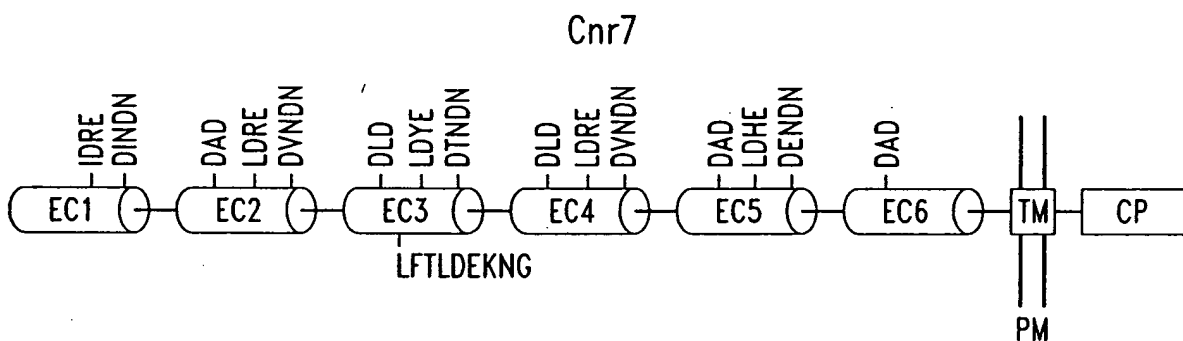 Cnr7
IDRE DINDN DAD LDRE DVNDN DLD LDYE DTNDN DLD LDRE DVNDN DAD LDHE DENDN DAD
EC1 EC2 EC3 EC4 EC5 EC6 TM CP
LFTLDEKNG
PM